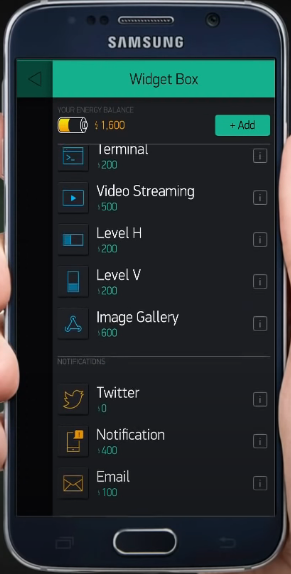 SAMSUNG
Widget Box
YOUR ENERGY BALANCE
1,600
+ Add
Terminal
200
Video Streaming
500
Level H
200
Level V
200
Image Gallery
600
NOTIFICATIONS
Twitter
0
Notification
400
Email
100